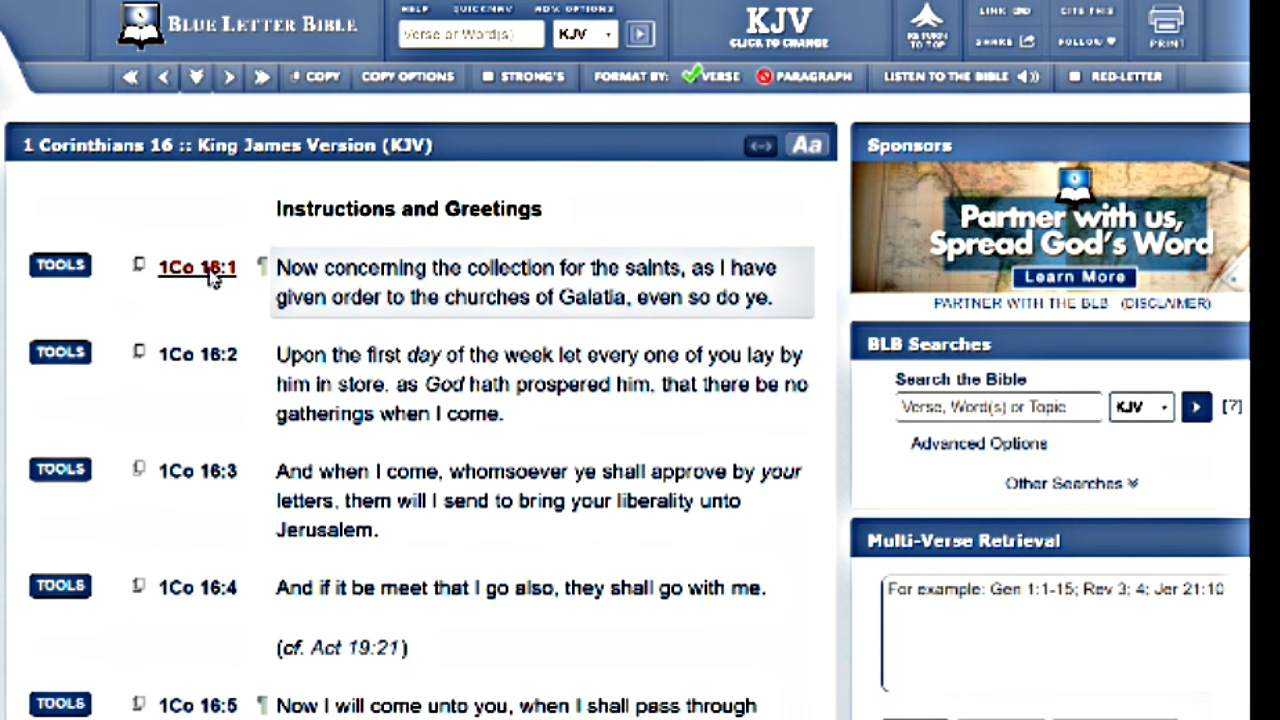 BLUE LETTER BIBLE
HELP QUICKNAV ADV. OPTIONS
Verse or Word(s) KJV
KJV
CLICK TO CHANGE
RETURN
TO TOP
LINK CITE THIS
SHARE FOLLOW
PRINT
COPY COPY OPTIONS STRONG'S FORMAT BY: VERSE PARAGRAPH LISTEN TO THE BIBLE RED-LETTER
1 Corinthians 16 :: King James Version (KJV) Aa
Instructions and Greetings
TOOLS 1Co 16:1 ¶ Now concerning the collection for the saints, as I have
given order to the churches of Galatia, even so do ye.
TOOLS 1Co 16:2 Upon the first day of the week let every one of you lay by
him in store, as God hath prospered him, that there be no
gatherings when I come.
TOOLS 1Co 16:3 And when I come, whomsoever ye shall approve by your
letters, them will I send to bring your liberality unto
Jerusalem.
TOOLS 1Co 16:4 And if it be meet that I go also, they shall go with me.
(cf. Act 19:21)
TOOLS 1Co 16:5 ¶ Now I will come unto you, when I shall pass through
Sponsors
Partner with us,
Spread God's Word
Learn More
PARTNER WITH THE BLB (DISCLAIMER)
BLB Searches
Search the Bible
Verse, Word(s) or Topic KJV [?]
Advanced Options
Other Searches
Multi-Verse Retrieval
For example: Gen 1:1-15; Rev 3; 4; Jer 21:10